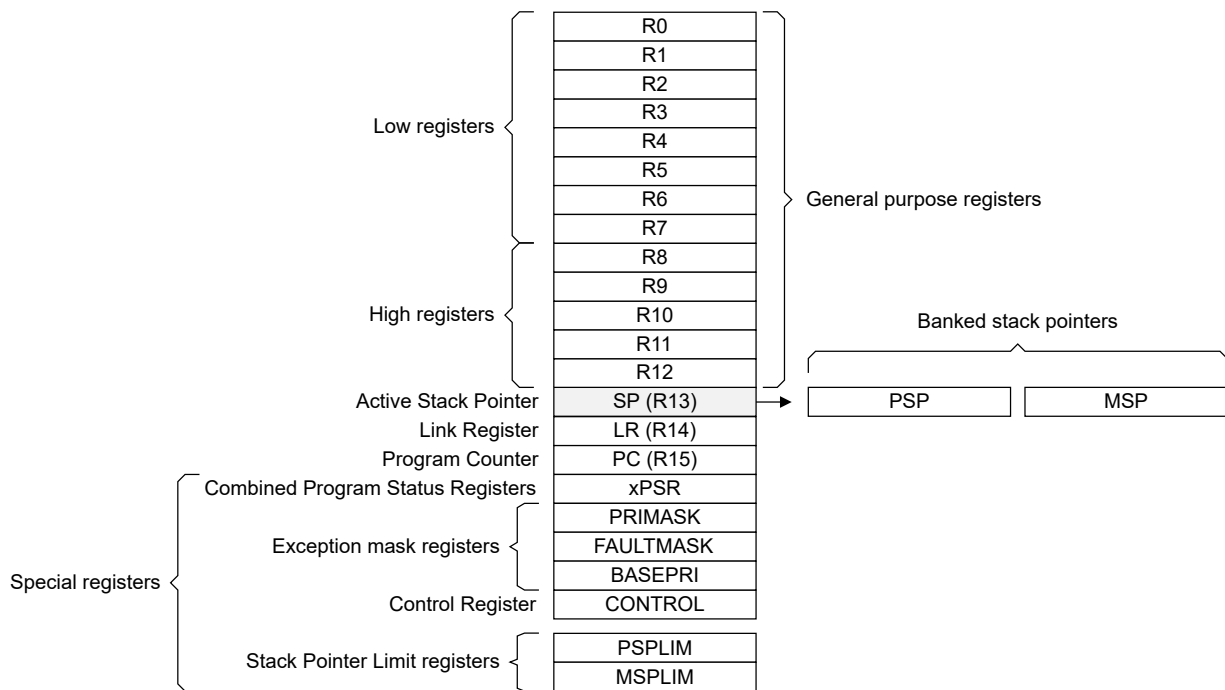 R0
R1
R2
R3
Low registers
R4
R5
R6
General purpose registers
R7
R8
R9
High registers
R10
Banked stack pointers
R11
R12
Active Stack Pointer
SP (R13)
PSP
MSP
Link Register
LR (R14)
Program Counter
PC (R15)
Combined Program Status Registers
xPSR
PRIMASK
Exception mask registers
FAULTMASK
BASEPRI
Special registers
Control Register
CONTROL
PSPLIM
Stack Pointer Limit registers
MSPLIM